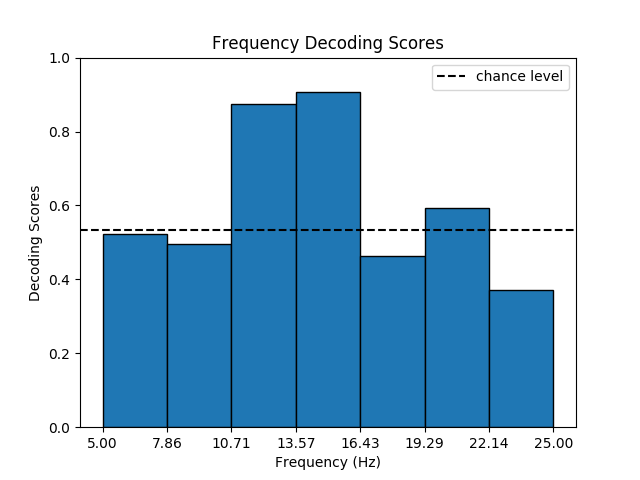 Frequency Decoding Scores
chance level
1.0
0.8
0.6
0.4
0.2
0.0
Decoding Scores
5.00 7.86 10.71 13.57 16.43 19.29 22.14 25.00
Frequency (Hz)